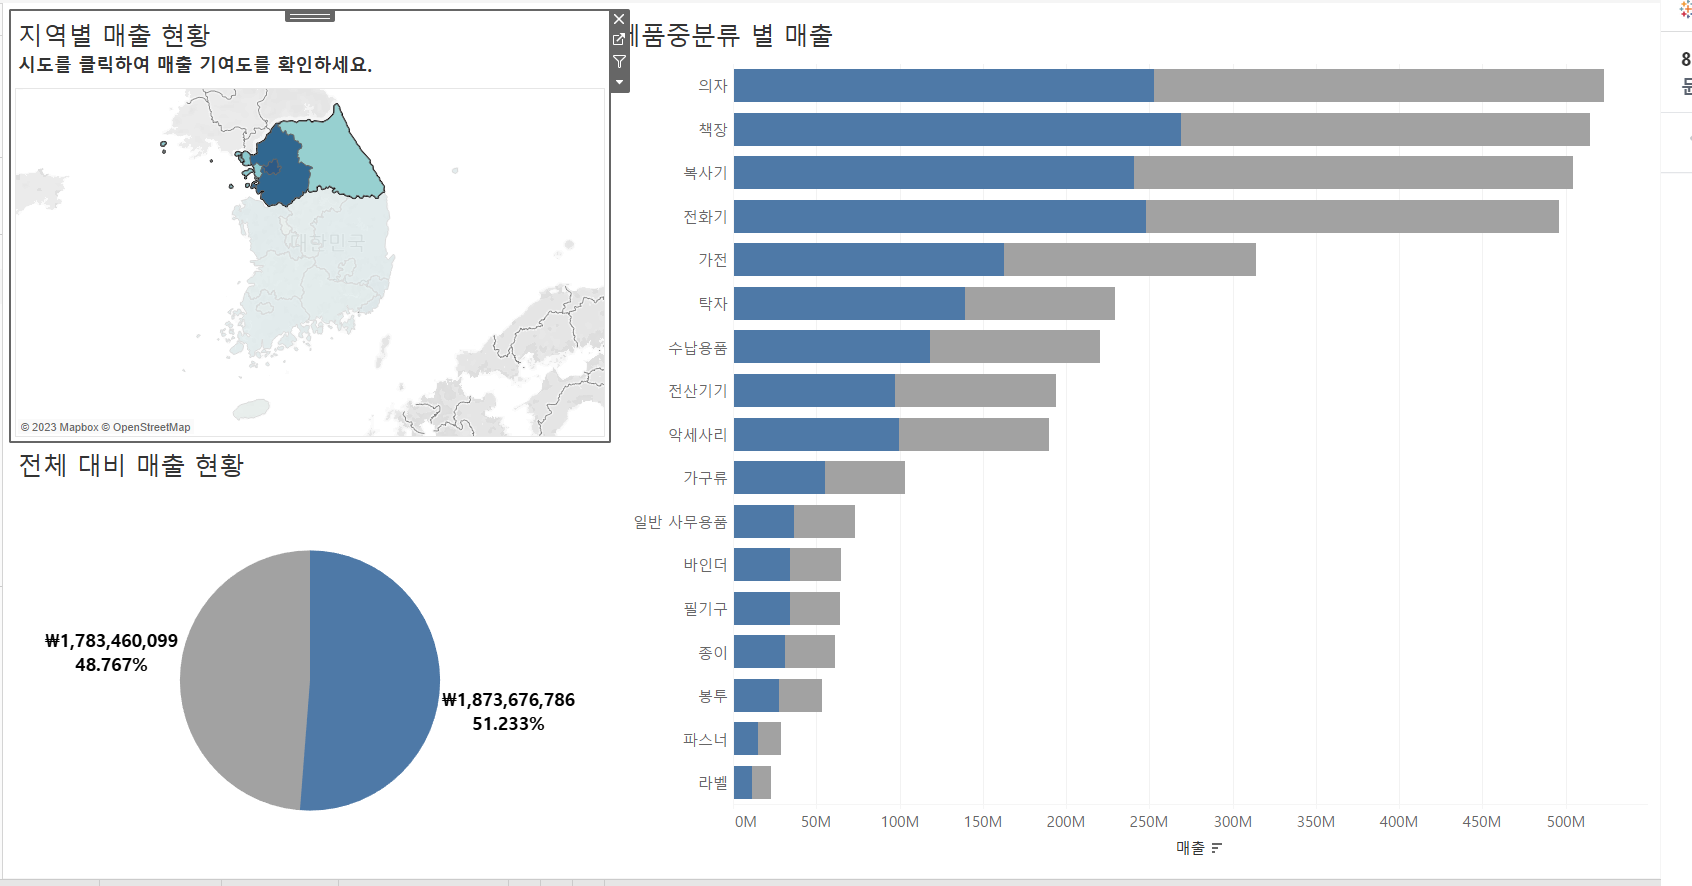 지역별 매출 현황
시도를 클릭하여 매출 기여도를 확인하세요.
대한민국
© 2023 Mapbox © OpenStreetMap
전체 대비 매출 현황
₩1,783,460,099
48.767%
₩1,873,676,786
51.233%
제품중분류 별 매출
의자
책장
복사기
전화기
가전
탁자
수납용품
전산기기
악세사리
가구류
일반 사무용품
바인더
필기구
종이
봉투
파스너
라벨
0M 50M 100M 150M 200M 250M 300M 350M 400M 450M 500M
매출
8